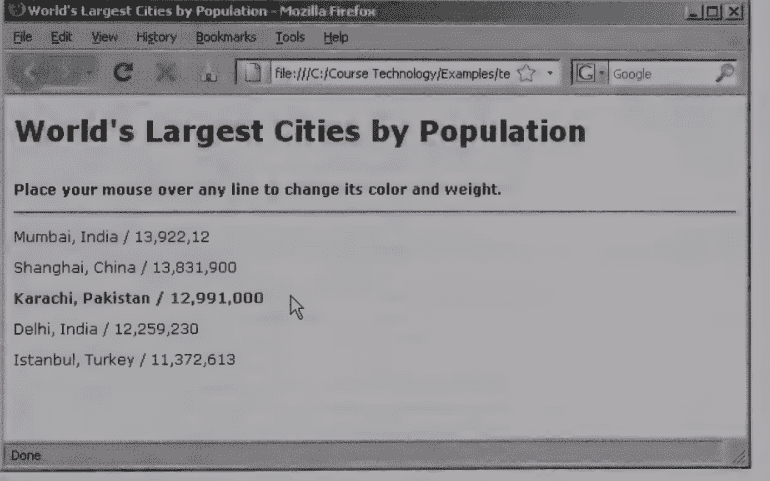 World's Largest Cities by Population - Mozilla Firefox
File Edit View History Bookmarks Tools Help
file:///C:/Course Technology/Examples/te G Google
World's Largest Cities by Population
Place your mouse over any line to change its color and weight.
Mumbai, India / 13,922,12
Shanghai, China / 13,831,900
Karachi, Pakistan / 12,991,000
Delhi, India / 12,259,230
Istanbul, Turkey / 11,372,613
Done